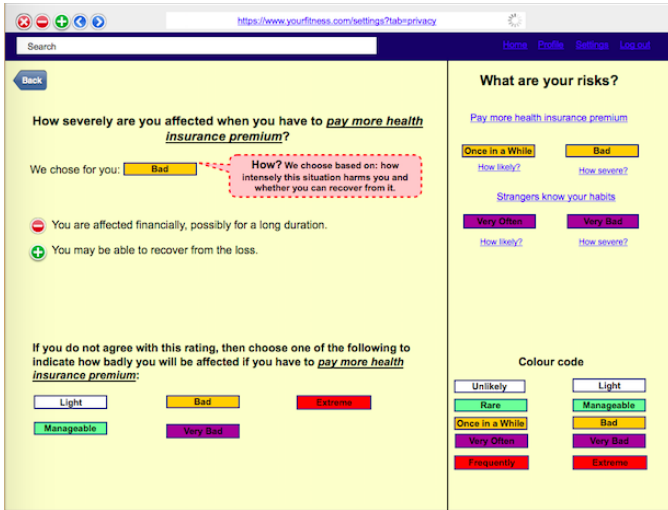 https://www.yourfitness.com/settings?tab=privacy
Search
Home Profile Settings Log out
Back
How severely are you affected when you have to pay more health
insurance premium?
We chose for you: Bad
How? We choose based on: how
intensely this situation harms you and
whether you can recover from it.
You are affected financially, possibly for a long duration.
You may be able to recover from the loss.
If you do not agree with this rating, then choose one of the following to
indicate how badly you will be affected if you have to pay more health
insurance premium:
Light Bad Extreme
Manageable Very Bad
What are your risks?
Pay more health insurance premium
Once in a While Bad
How likely? How severe?
Strangers know your habits
Very Often Very Bad
How likely? How severe?
Colour code
Unlikely Light
Rare Manageable
Once in a While Bad
Very Often Very Bad
Frequently Extreme